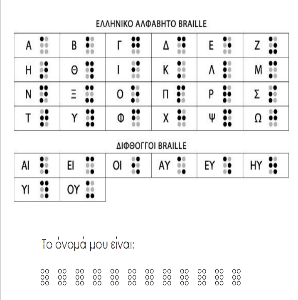 ΕΛΛΗΝΙΚΟ ΑΛΦΑΒΗΤΟ BRAILLE
Α Β Γ Δ Ε Ζ
Η Θ Ι Κ Λ Μ
Ν Ξ Ο Π Ρ Σ
Τ Υ Φ Χ Ψ Ω
ΔΙΦΘΟΓΓΟΙ BRAILLE
ΑΙ ΕΙ ΟΙ ΑΥ ΕΥ ΗΥ
ΥΙ ΟΥ
Το όνομά μου είναι: